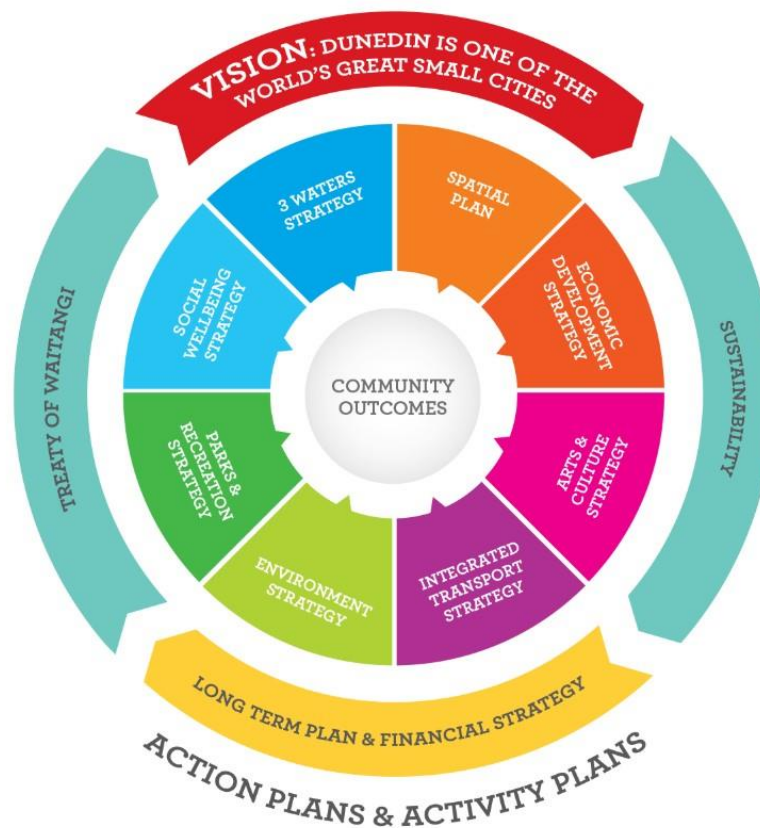 VISION: DUNEDIN IS ONE OF THE
WORLD'S GREAT SMALL CITIES
3 WATERS
STRATEGY
SPATIAL
PLAN
SOCIAL
WELLBEING
STRATEGY
ECONOMIC
DEVELOPMENT
STRATEGY
TREATY OF WAITANGI
COMMUNITY
OUTCOMES
SUSTAINABILITY
PARKS &
RECREATION
STRATEGY
ARTS &
CULTURE
STRATEGY
ENVIRONMENT
STRATEGY
INTEGRATED
TRANSPORT
STRATEGY
LONG TERM PLAN & FINANCIAL STRATEGY
ACTION PLANS & ACTIVITY PLANS